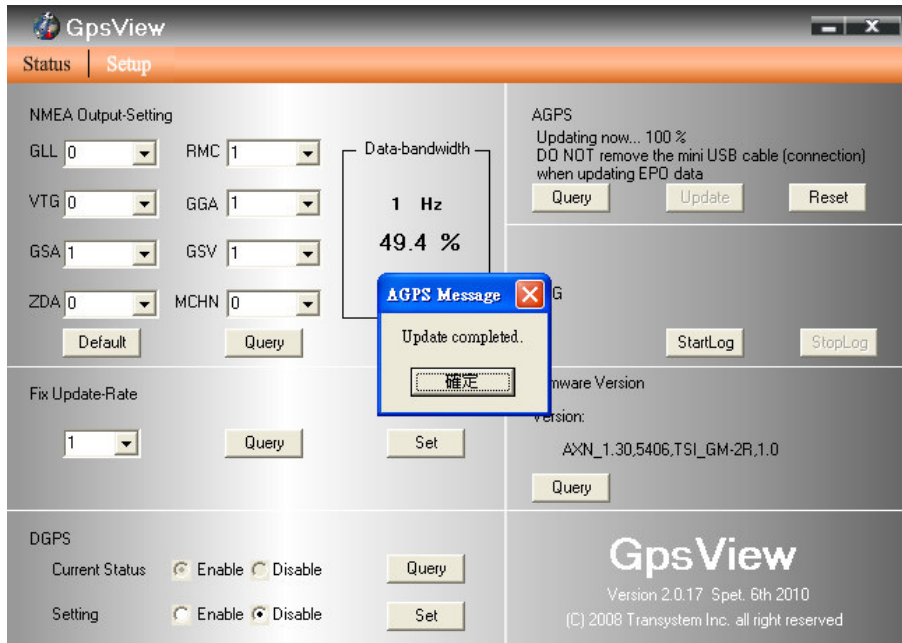 GpsView
Status Setup
NMEA Output-Setting
GLL 0 RMC 1
VTG 0 GGA 1
GSA 1 GSV 1
ZDA 0 MCHN 0
Default Query
Data-bandwidth
1 Hz
49.4 %
AGPS
Updating now... 100 %
DO NOT remove the mini USB cable (connection)
when updating EPO data
Query Update Reset
AGPS Message
Update completed.
確定
G
StartLog StopLog
Fix Update-Rate
1 Query Set
mware Version
Version:
AXN_1.30,5406,TSI_GM-2R,1.0
Query
DGPS
Current Status Enable Disable Query
Setting Enable Disable Set
GpsView
Version 2.0.17 Spet. 6th 2010
(C) 2008 Transystem Inc. all right reserved